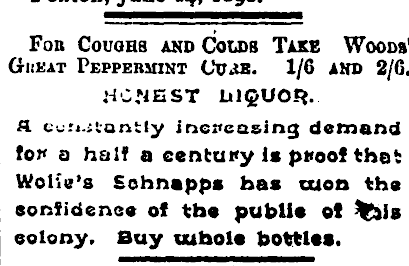 For Coughs and Colds Take Woods'
Great Peppermint Cure. 1/6 and 2/6.
HONEST LIQUOR.
A constantly increasing demand
for a half a century is proof that
Wolfe's Schnapps has won the
confidence of the public of this
colony. Buy whole bottles.